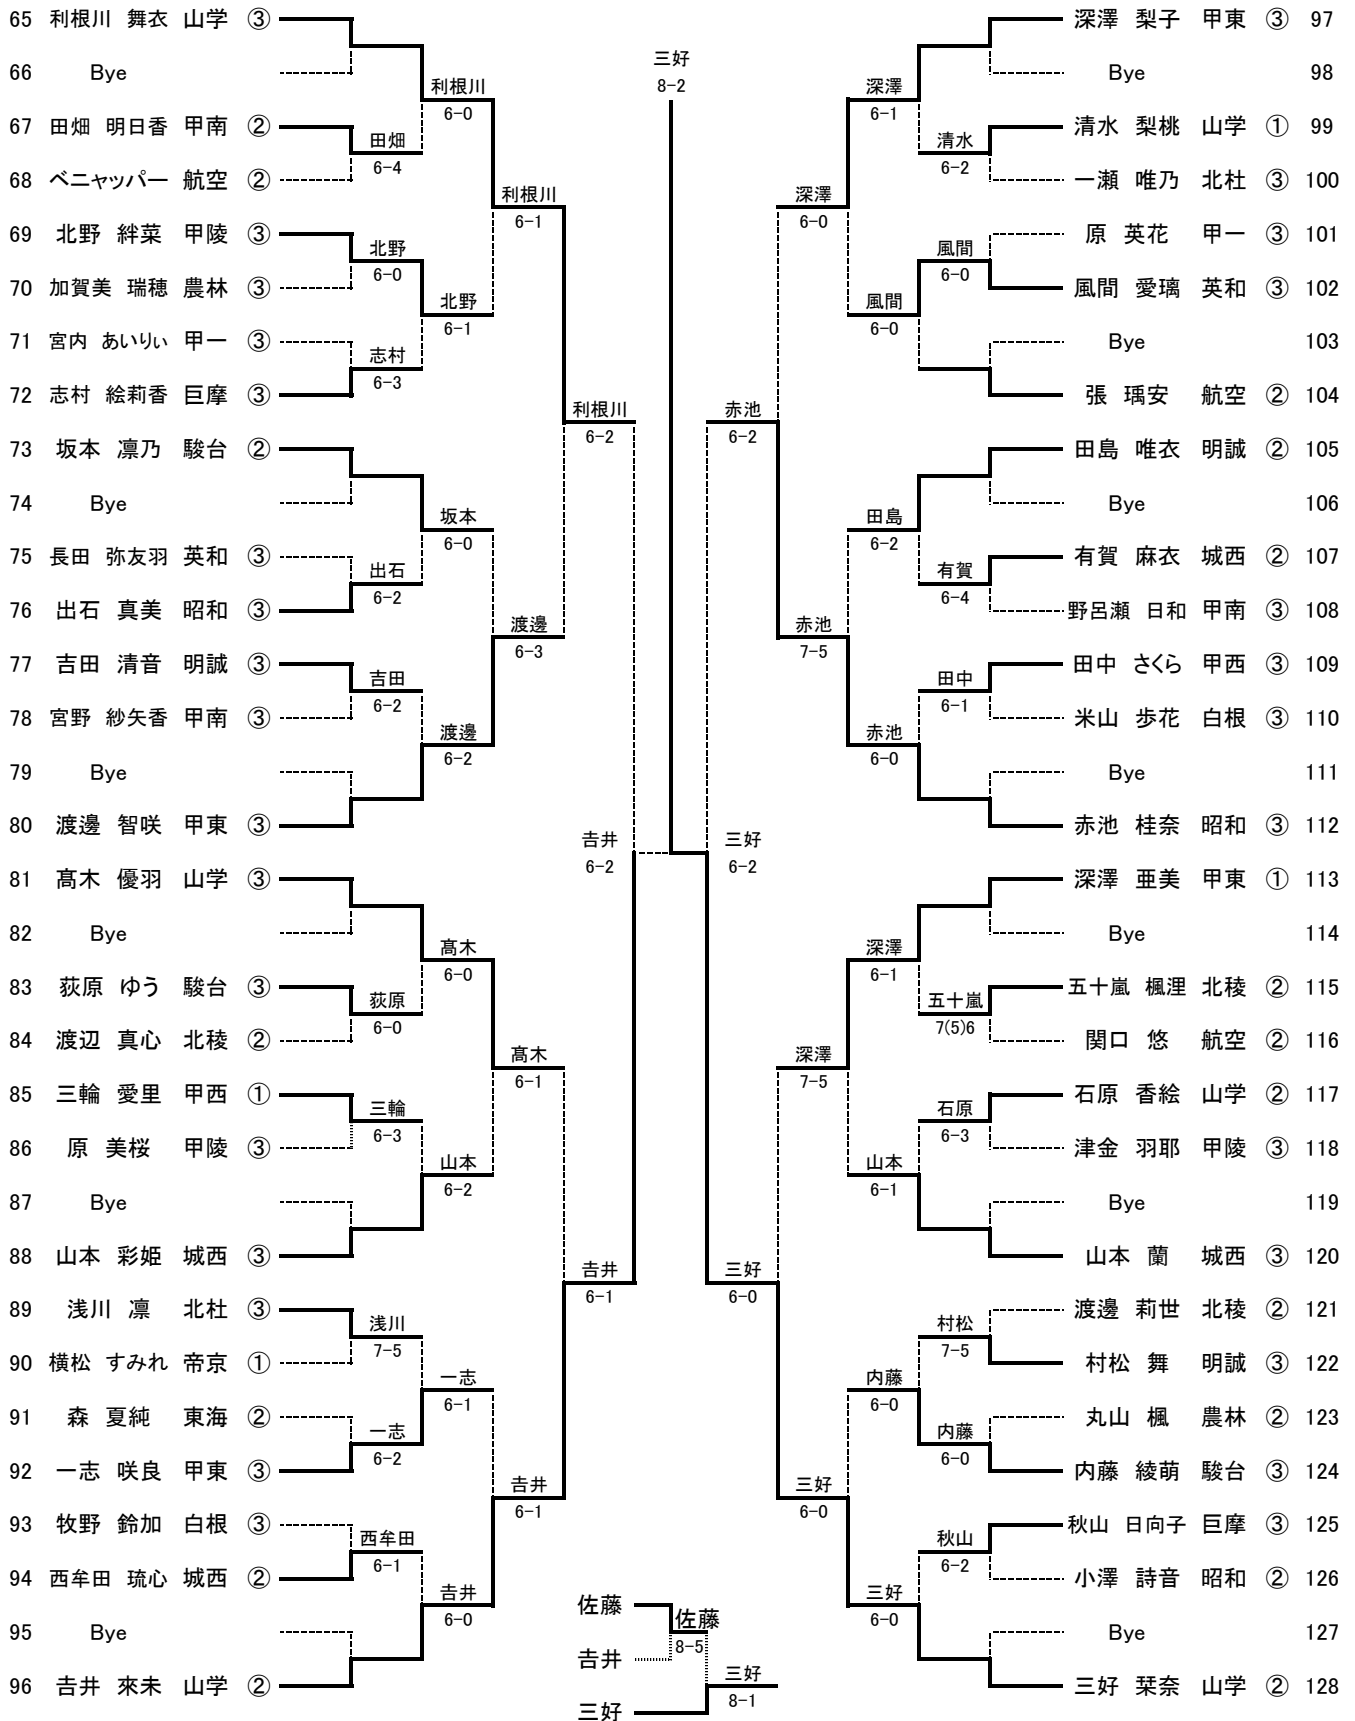 65 利根川 舞衣 山学 ③
66 Bye
67 田畑 明日香 甲南 ②
68 ベニャッパー 航空 ②
69 北野 絆菜 甲陵 ③
70 加賀美 瑞穂 農林 ③
71 宮内 あいりぃ 甲一 ③
72 志村 絵莉香 巨摩 ③
73 坂本 凛乃 駿台 ②
74 Bye
75 長田 弥友羽 英和 ③
76 出石 真美 昭和 ③
77 吉田 清音 明誠 ③
78 宮野 紗矢香 甲南 ③
79 Bye
80 渡邊 智咲 甲東 ③
81 髙木 優羽 山学 ③
82 Bye
83 荻原 ゆう 駿台 ③
84 渡辺 真心 北稜 ②
85 三輪 愛里 甲西 ①
86 原 美桜 甲陵 ③
87 Bye
88 山本 彩姫 城西 ③
89 浅川 凛 北杜 ③
90 横松 すみれ 帝京 ①
91 森 夏純 東海 ②
92 一志 咲良 甲東 ③
93 牧野 鈴加 白根 ③
94 西牟田 琉心 城西 ②
95 Bye
96 𠮷井 來未 山学 ②
田畑
6-4
北野
6-0
志村
6-3
出石
6-2
吉田
6-2
荻原
6-0
三輪
6-3
浅川
7-5
一志
6-2
西牟田
6-1
利根川
6-0
北野
6-1
坂本
6-0
渡邊
6-2
髙木
6-0
山本
6-2
一志
6-1
𠮷井
6-0
利根川
6-1
渡邊
6-3
髙木
6-1
𠮷井
6-1
利根川
6-2
𠮷井
6-1
𠮷井
6-2
三好
8-2
三好
6-2
赤池
6-2
三好
6-0
深澤
6-0
赤池
7-5
深澤
7-5
三好
6-0
深澤
6-1
風間
6-0
田島
6-2
赤池
6-0
深澤
6-1
山本
6-1
内藤
6-0
三好
6-0
清水
6-2
風間
6-0
有賀
6-4
田中
6-1
五十嵐
7(5)6
石原
6-3
村松
7-5
内藤
6-0
秋山
6-2
深澤 梨子 甲東 ③ 97
Bye 98
清水 梨桃 山学 ① 99
一瀬 唯乃 北杜 ③ 100
原 英花 甲一 ③ 101
風間 愛璃 英和 ③ 102
Bye 103
張 瑀安 航空 ② 104
田島 唯衣 明誠 ② 105
Bye 106
有賀 麻衣 城西 ② 107
野呂瀬 日和 甲南 ③ 108
田中 さくら 甲西 ③ 109
米山 歩花 白根 ③ 110
Bye 111
赤池 桂奈 昭和 ③ 112
深澤 亜美 甲東 ① 113
Bye 114
五十嵐 楓浬 北稜 ② 115
関口 悠 航空 ② 116
石原 香絵 山学 ② 117
津金 羽耶 甲陵 ③ 118
Bye 119
山本 蘭 城西 ③ 120
渡邊 莉世 北稜 ② 121
村松 舞 明誠 ③ 122
丸山 楓 農林 ② 123
内藤 綾萌 駿台 ③ 124
秋山 日向子 巨摩 ③ 125
小澤 詩音 昭和 ② 126
Bye 127
三好 栞奈 山学 ② 128
佐藤
𠮷井
三好
佐藤
8-5
三好
8-1